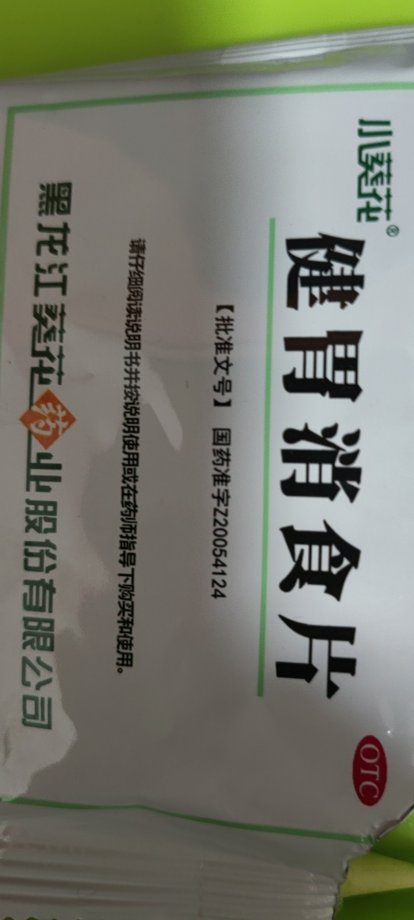 小葵花®
健胃消食片
OTC
【批准文号】 国药准字Z20054124
请仔细阅读说明书并按说明使用或在药师指导下购买和使用。
黑龙江葵花药业股份有限公司